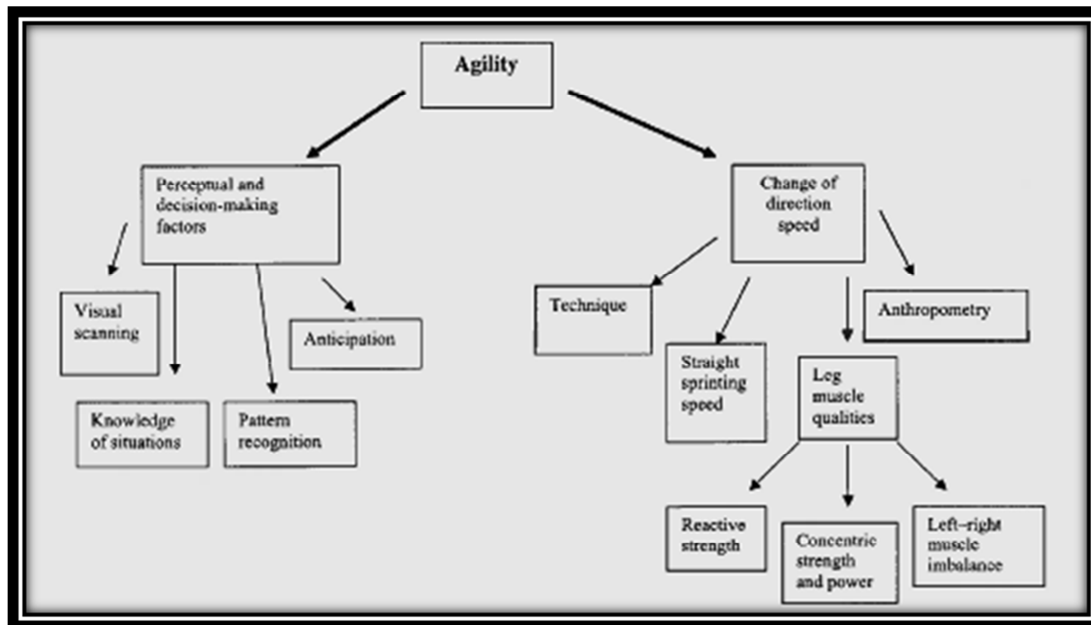 Agility
Perceptual and
decision-making
factors
Change of
direction
speed
Visual
scanning
Knowledge
of situations
Pattern
recognition
Anticipation
Technique
Straight
sprinting
speed
Leg
muscle
qualities
Anthropometry
Reactive
strength
Concentric
strength
and power
Left–right
muscle
imbalance